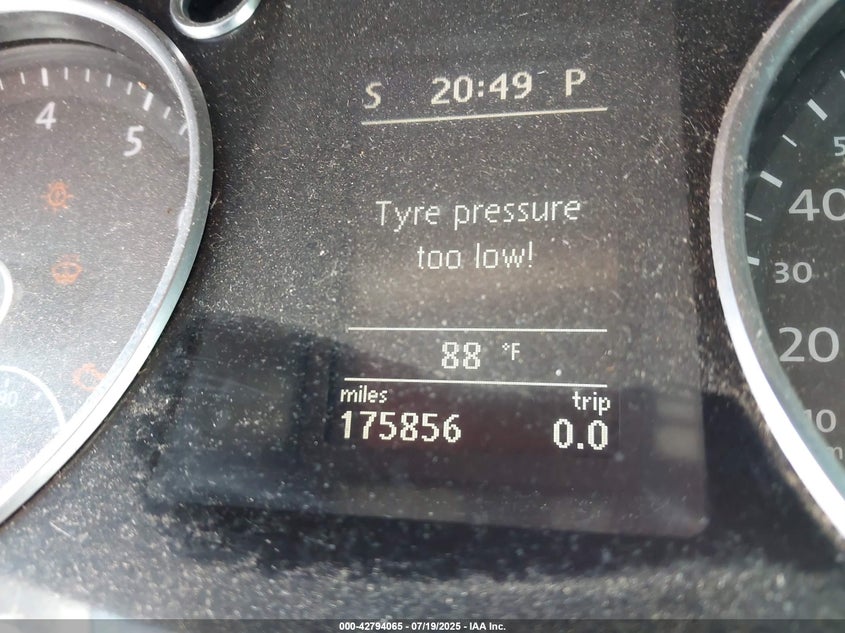 S 20:49 P
Tyre pressure
too low!
88 °F
miles trip
175856 0.0
4
5
90
40
30
20
10
000-42794065 - 07/19/2025 - IAA Inc.